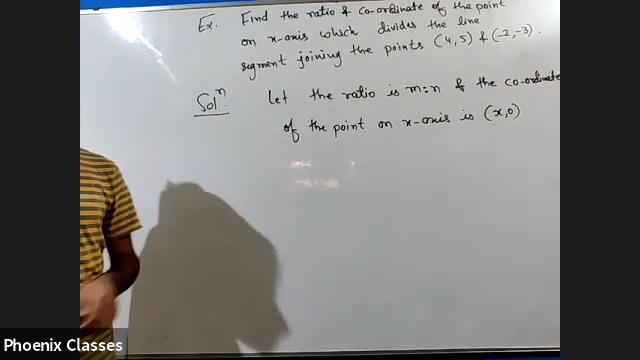 Ex. Find the ratio & co-ordinate of the point
on x-axis which divides the line
segment joining the points (4,5) & (-2,-3).
Solⁿ: Let the ratio is m:n & the co-ordinate
of the point on x-axis is (x,0)
Phoenix Classes